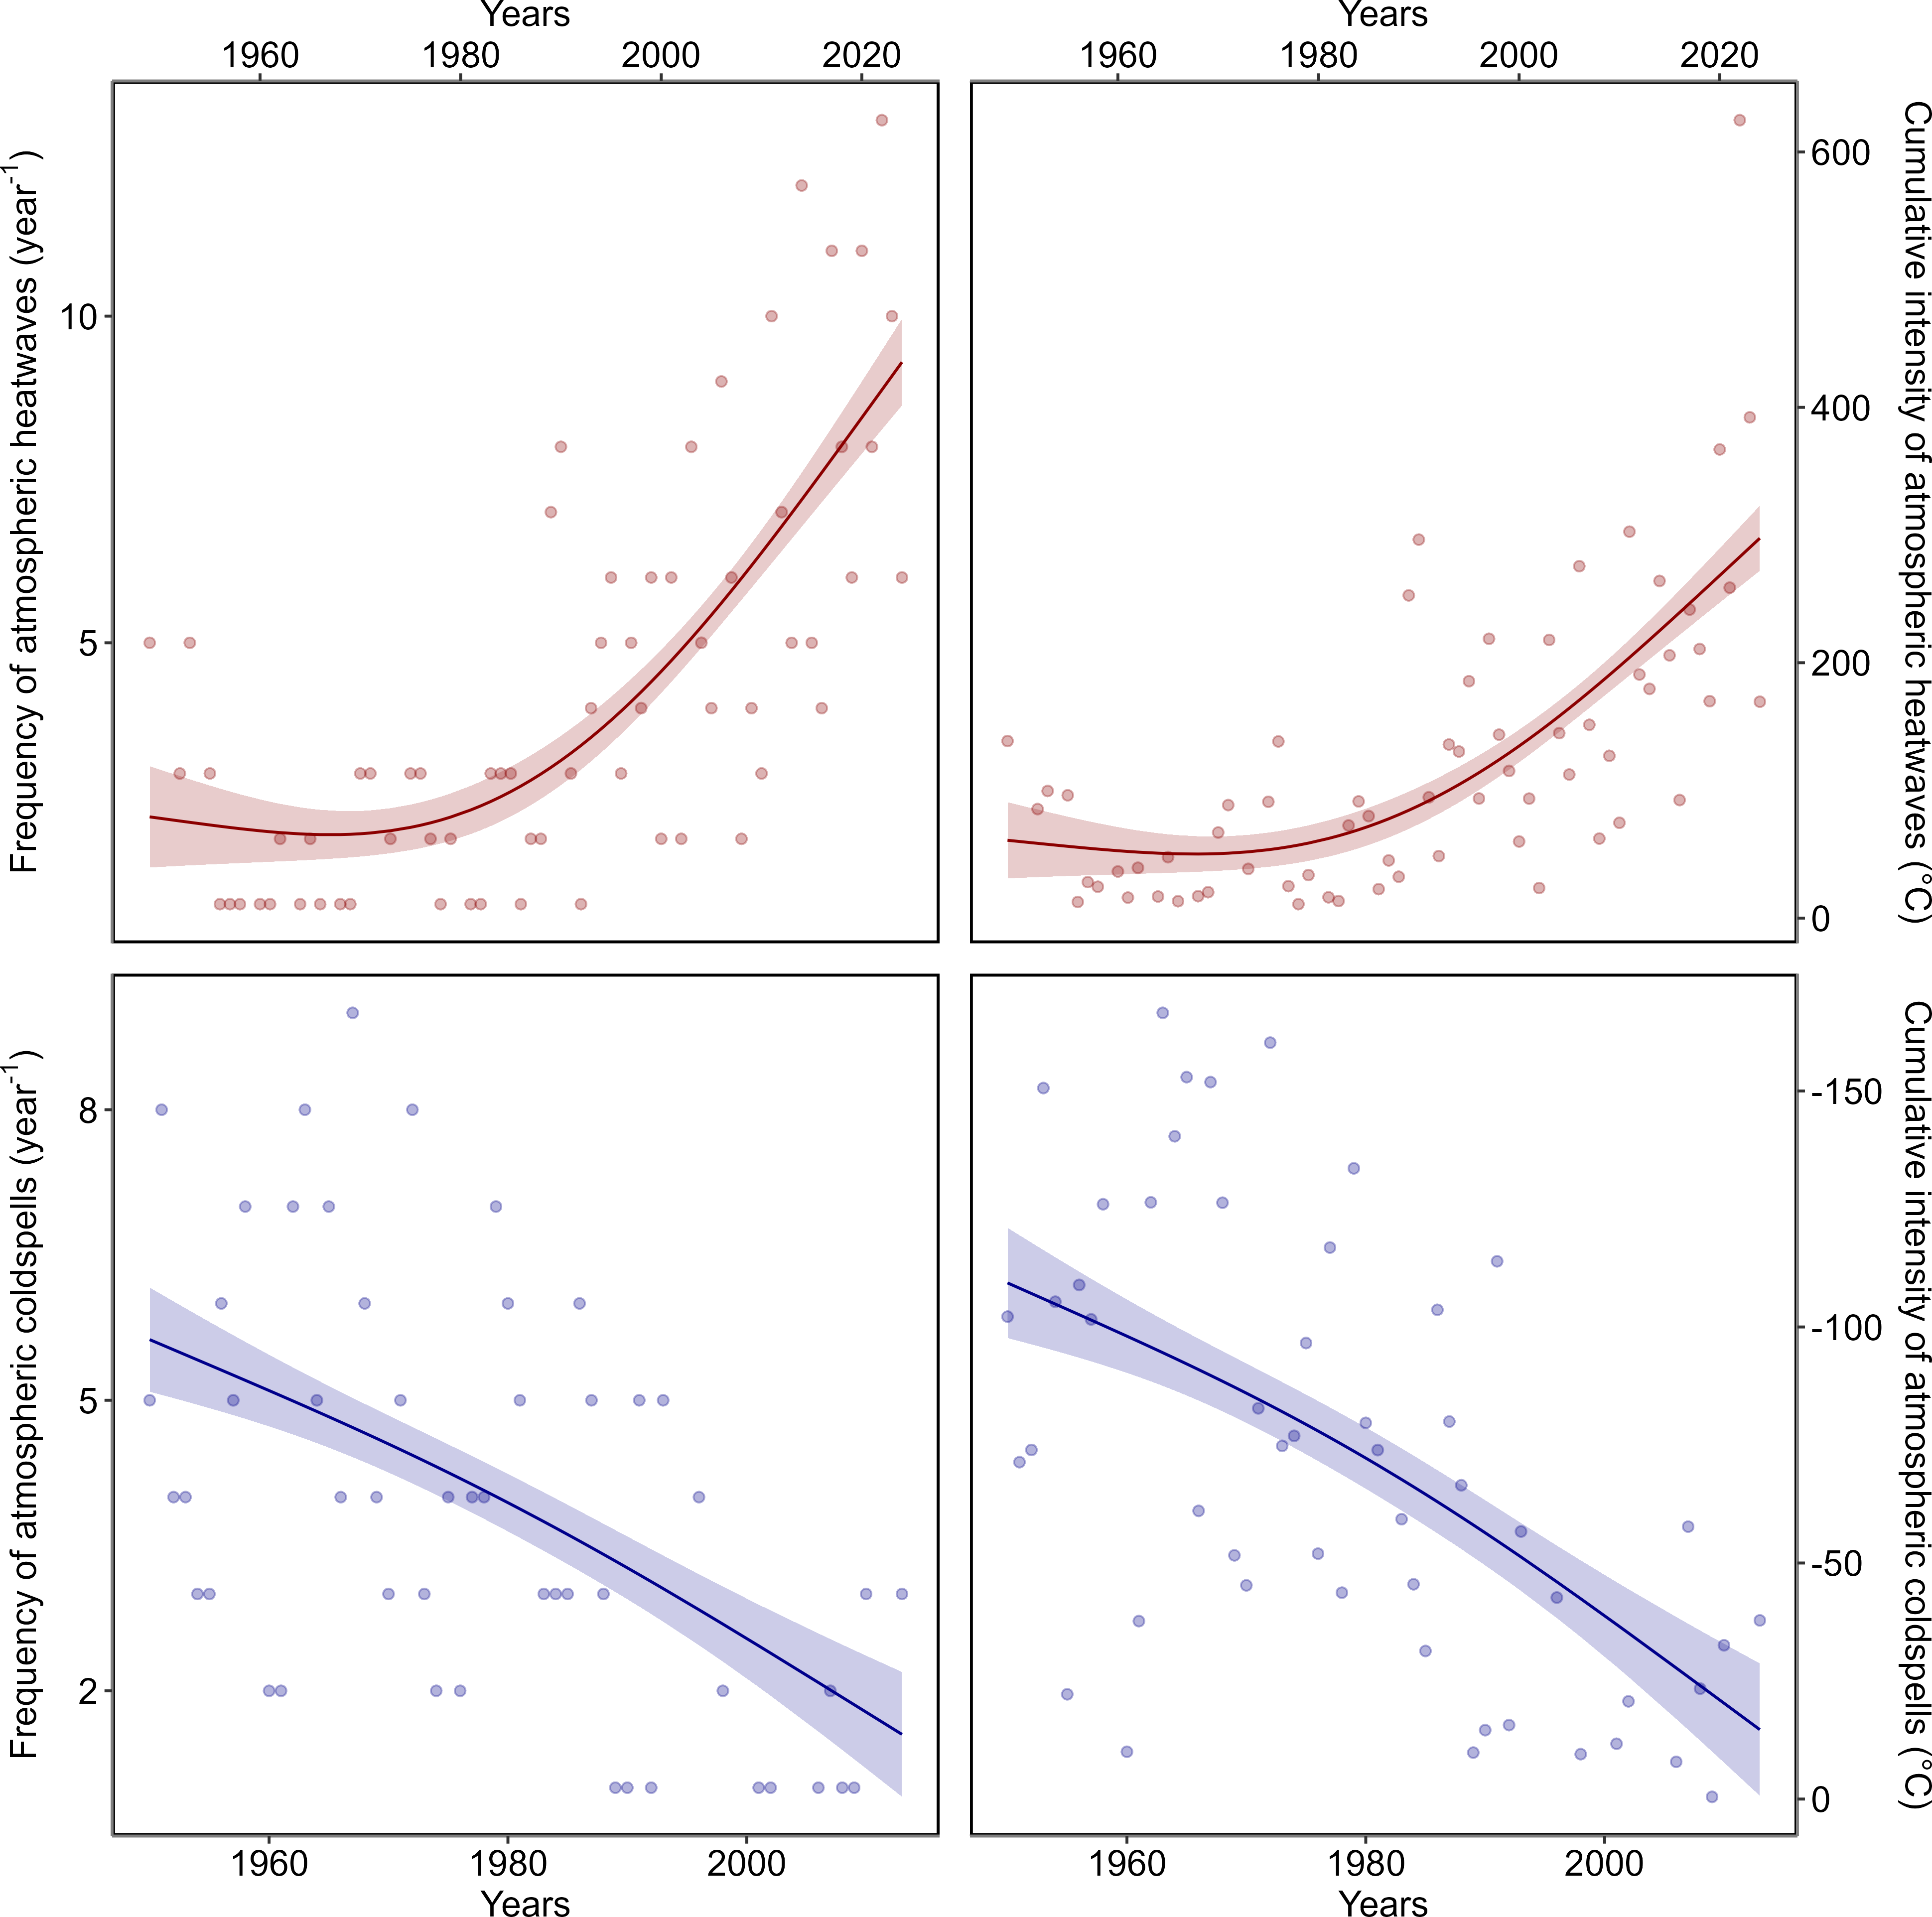 Years
Years
1960 1980 2000 2020
1960 1980 2000 2020
Frequency of atmospheric heatwaves (year-1)
10
5
600
400
200
0
Cumulative intensity of atmospheric heatwaves (°C)
Frequency of atmospheric coldspells (year-1)
8
5
2
-150
-100
-50
0
Cumulative intensity of atmospheric coldspells (°C)
1960 1980 2000
1960 1980 2000
Years
Years